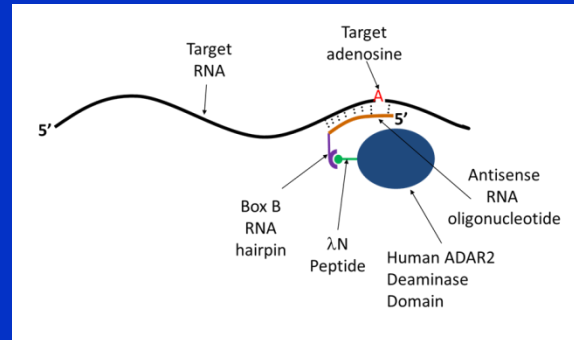 Target
RNA
Target
adenosine
A
5’
5’
Box B
RNA
hairpin
λN
Peptide
Human ADAR2
Deaminase
Domain
Antisense
RNA
oligonucleotide